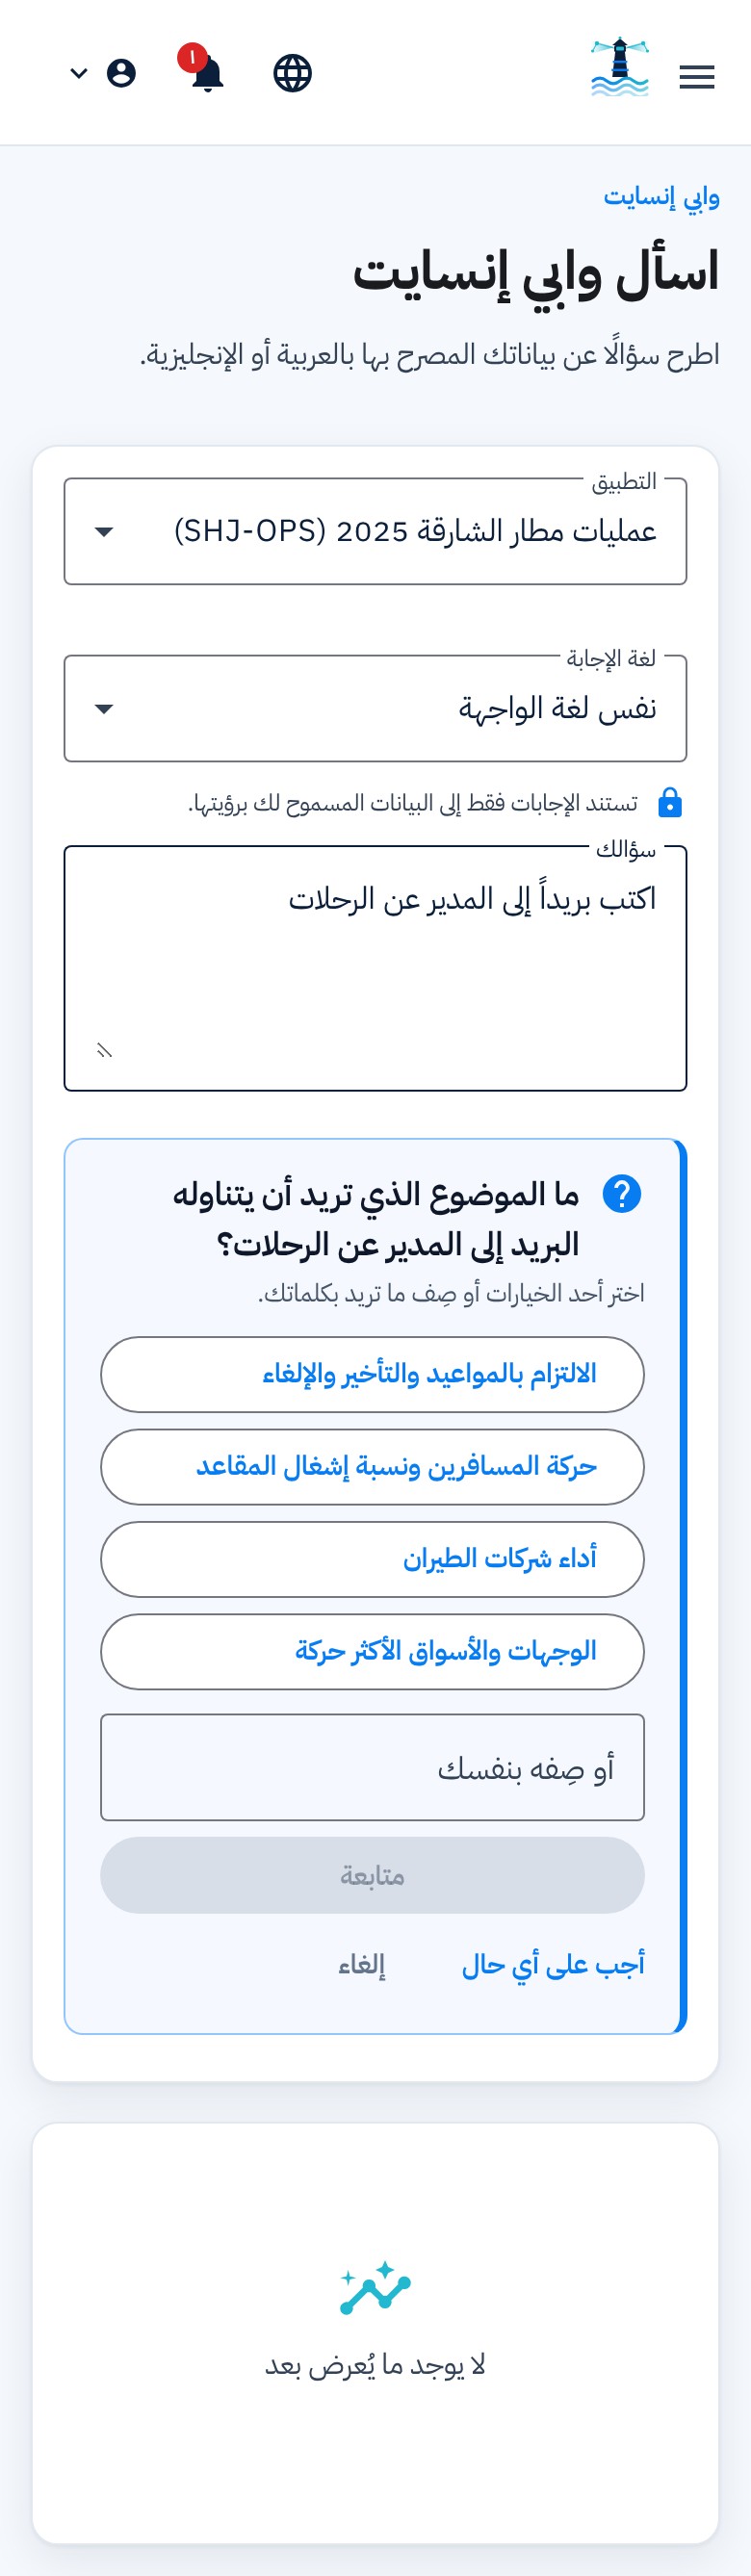 ١
وابي إنسايت
اسأل وابي إنسايت
اطرح سؤالًا عن بياناتك المصرح بها بالعربية أو الإنجليزية.
التطبيق
عمليات مطار الشارقة 2025 (SHJ-OPS)
لغة الإجابة
نفس لغة الواجهة
تستند الإجابات فقط إلى البيانات المسموح لك برؤيتها.
سؤالك
اكتب بريداً إلى المدير عن الرحلات
ما الموضوع الذي تريد أن يتناوله
البريد إلى المدير عن الرحلات؟
اختر أحد الخيارات أو صِف ما تريد بكلماتك.
الالتزام بالمواعيد والتأخير والإلغاء
حركة المسافرين ونسبة إشغال المقاعد
أداء شركات الطيران
الوجهات والأسواق الأكثر حركة
أو صِفه بنفسك
متابعة
أجب على أي حال
إلغاء
لا يوجد ما يُعرض بعد